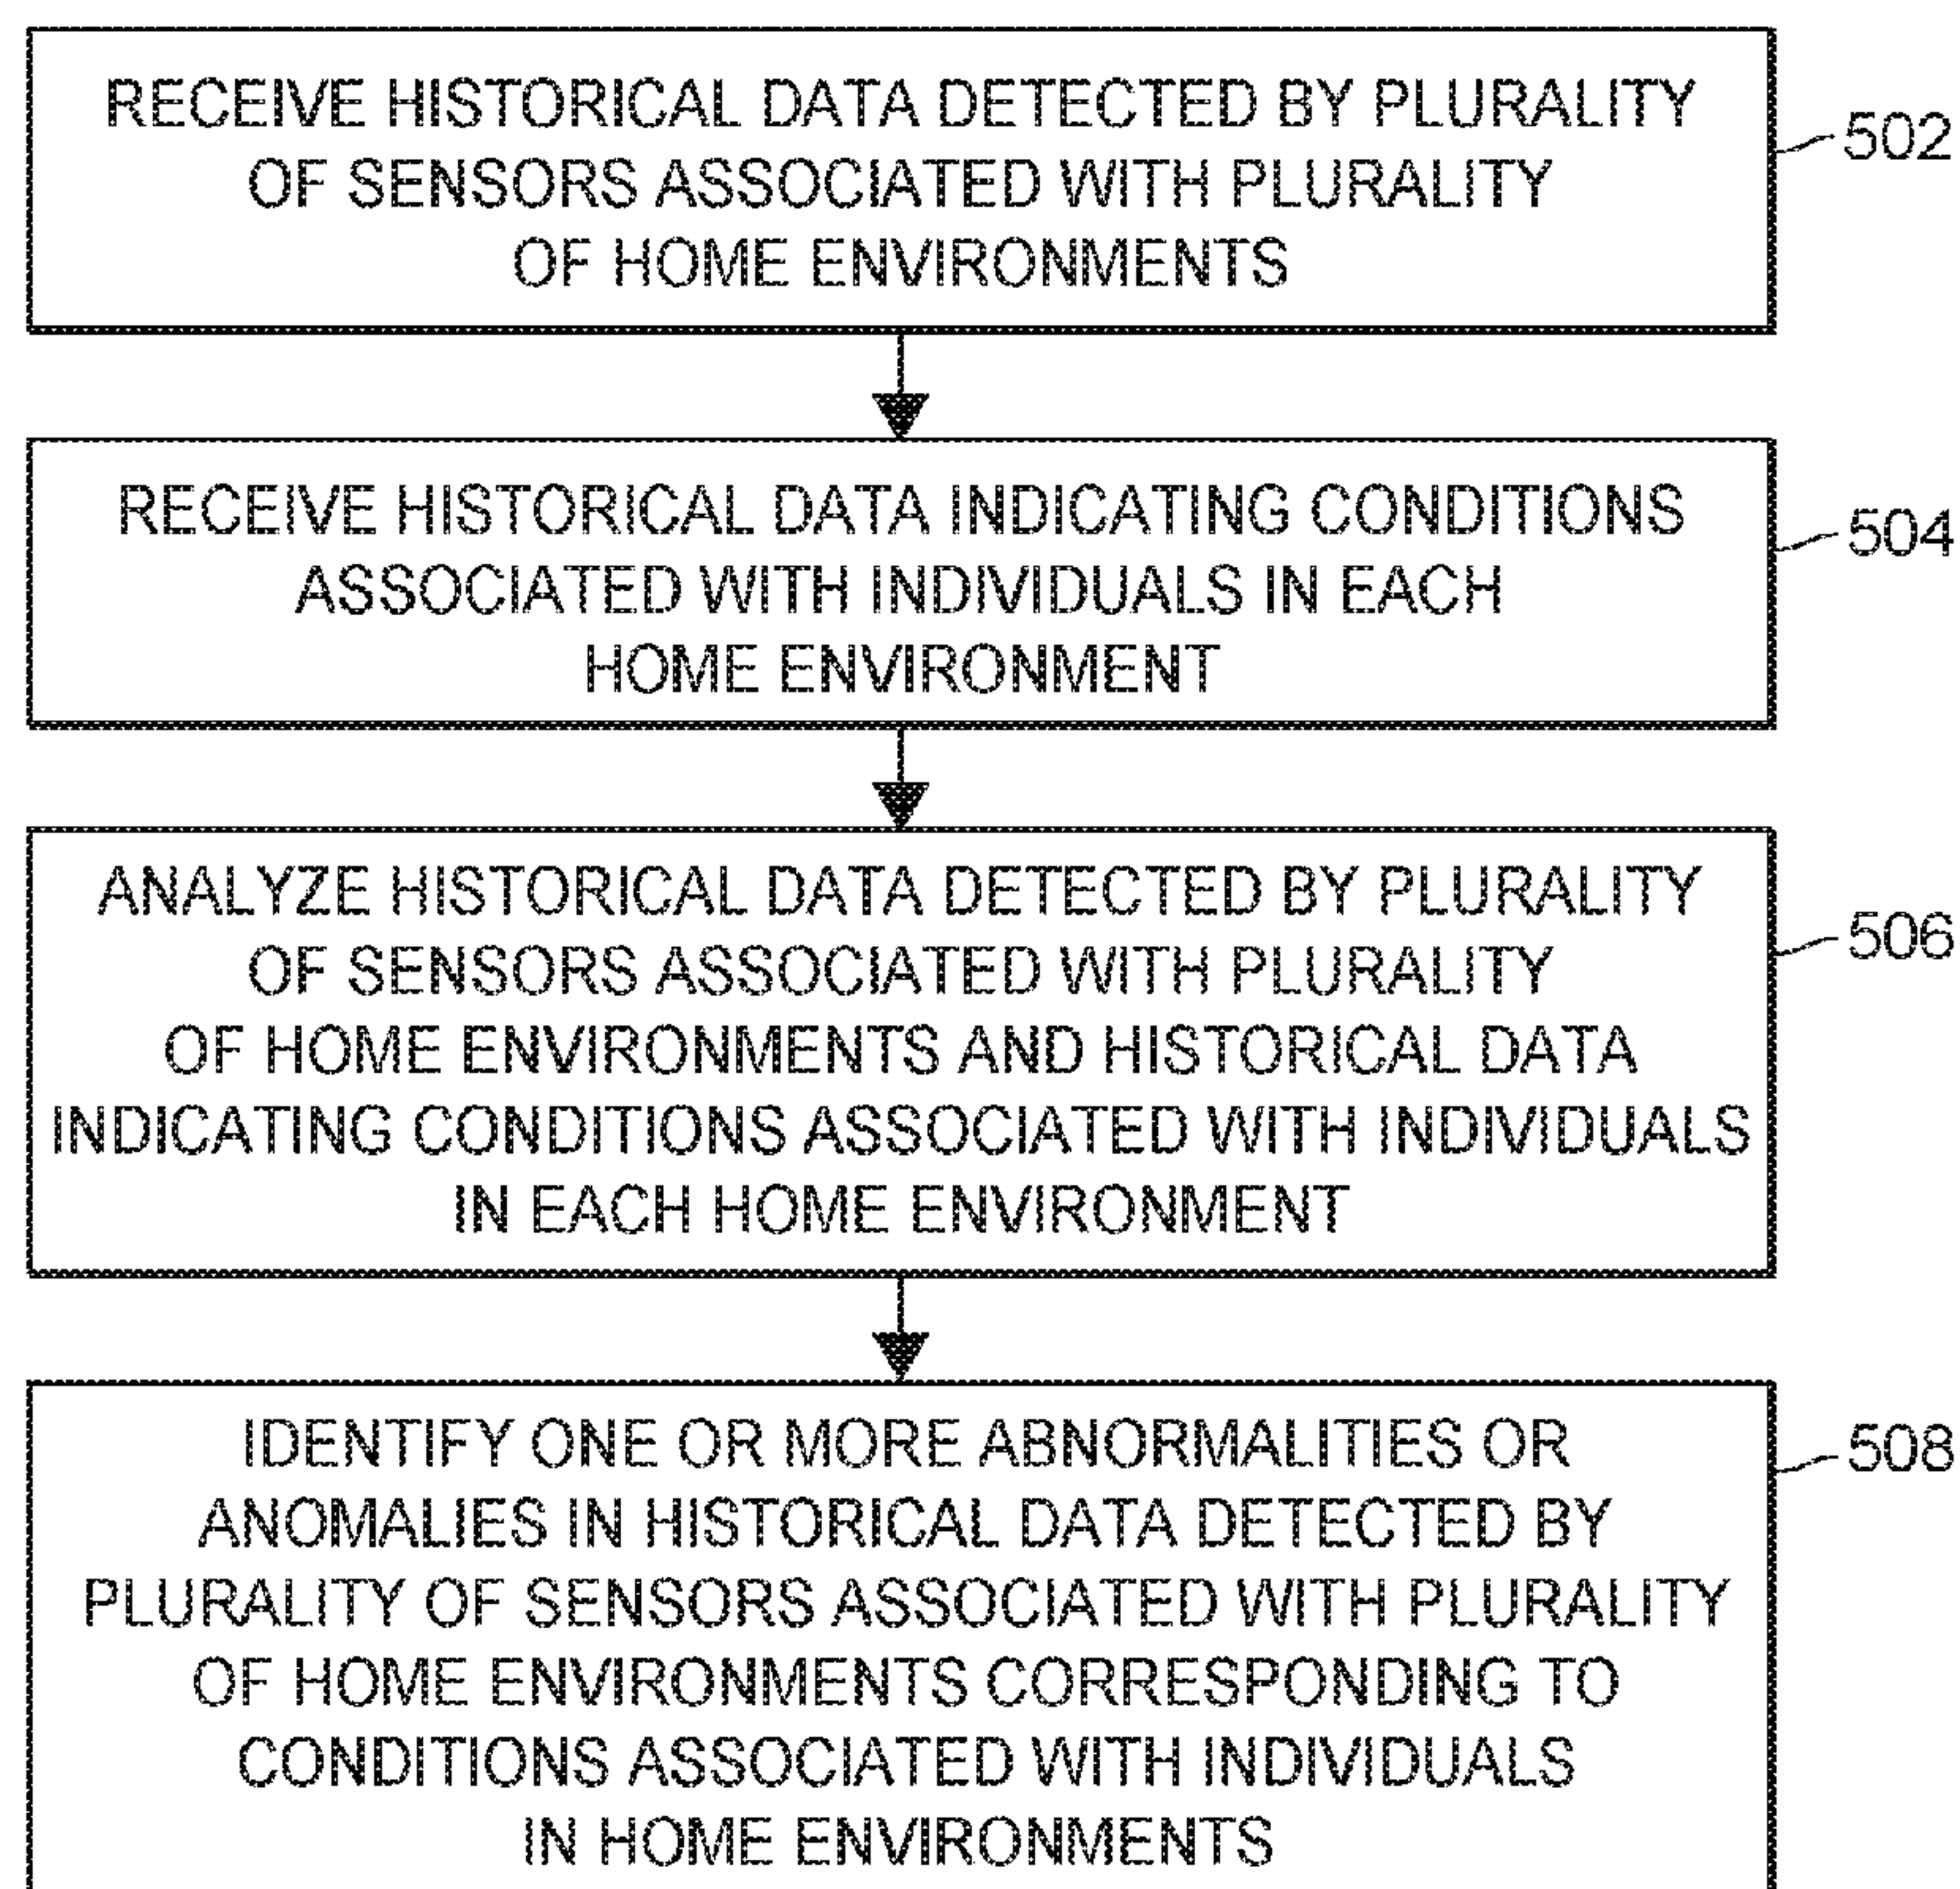 RECEIVE HISTORICAL DATA DETECTED BY PLURALITY
OF SENSORS ASSOCIATED WITH PLURALITY
OF HOME ENVIRONMENTS
502
RECEIVE HISTORICAL DATA INDICATING CONDITIONS
ASSOCIATED WITH INDIVIDUALS IN EACH
HOME ENVIRONMENT
504
ANALYZE HISTORICAL DATA DETECTED BY PLURALITY
OF SENSORS ASSOCIATED WITH PLURALITY
OF HOME ENVIRONMENTS AND HISTORICAL DATA
INDICATING CONDITIONS ASSOCIATED WITH INDIVIDUALS
IN EACH HOME ENVIRONMENT
506
IDENTIFY ONE OR MORE ABNORMALITIES OR
ANOMALIES IN HISTORICAL DATA DETECTED BY
PLURALITY OF SENSORS ASSOCIATED WITH PLURALITY
OF HOME ENVIRONMENTS CORRESPONDING TO
CONDITIONS ASSOCIATED WITH INDIVIDUALS
IN HOME ENVIRONMENTS
508